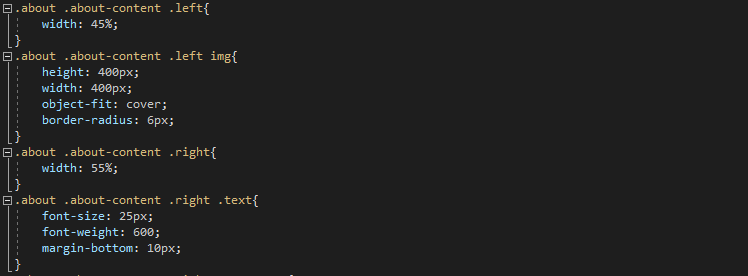 .about .about-content .left{
width: 45%;
}
.about .about-content .left img{
height: 400px;
width: 400px;
object-fit: cover;
border-radius: 6px;
}
.about .about-content .right{
width: 55%;
}
.about .about-content .right .text{
font-size: 25px;
font-weight: 600;
margin-bottom: 10px;
}